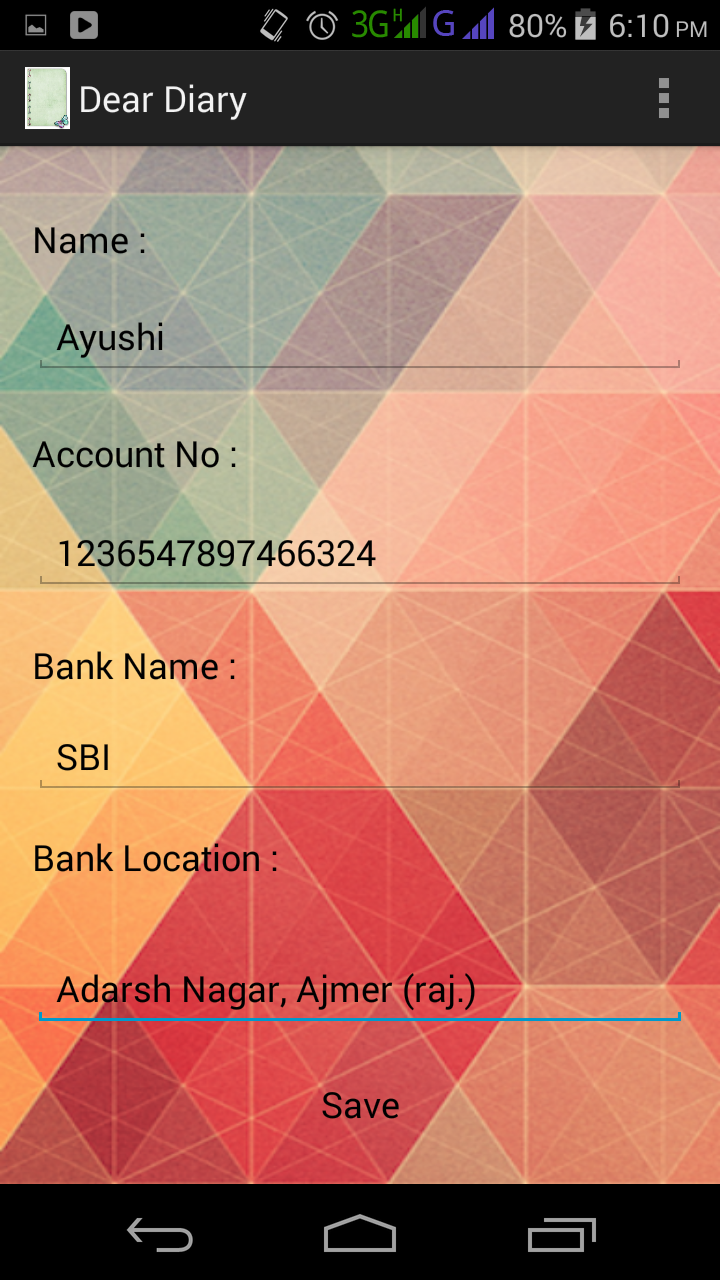 3G H G 80% 6:10 PM
Dear Diary
Name :
Ayushi
Account No :
1236547897466324
Bank Name :
SBI
Bank Location :
Adarsh Nagar, Ajmer (raj.)
Save